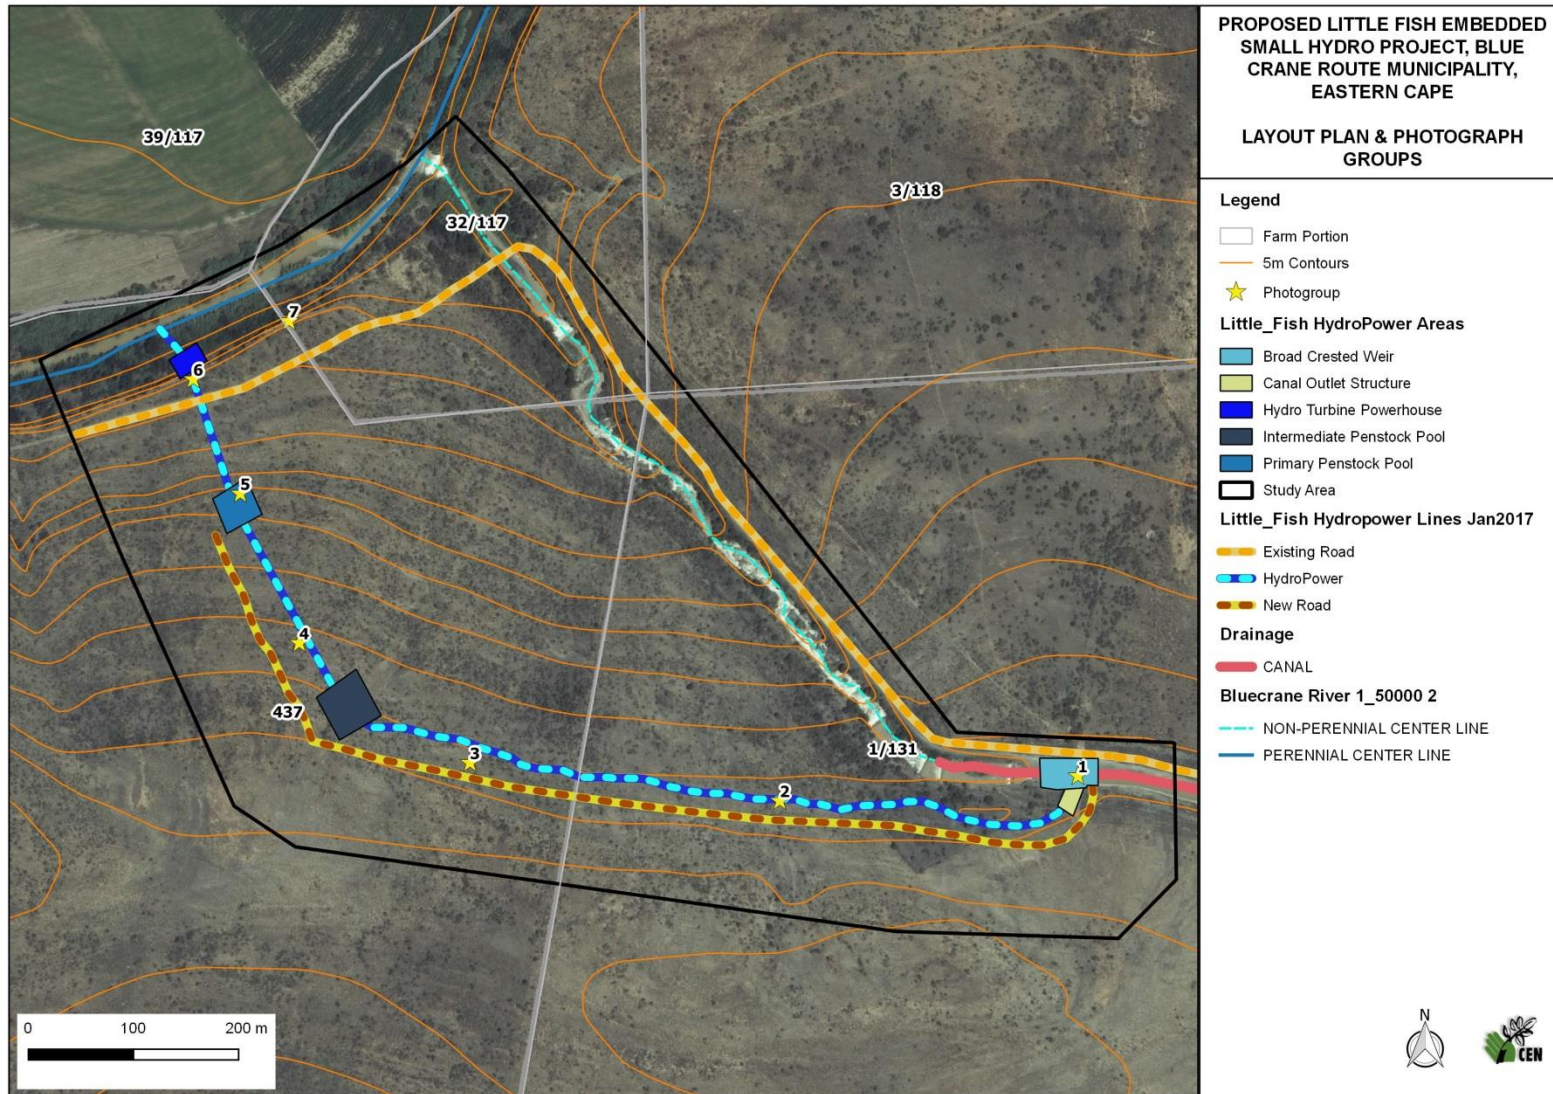 PROPOSED LITTLE FISH EMBEDDED
SMALL HYDRO PROJECT, BLUE
CRANE ROUTE MUNICIPALITY,
EASTERN CAPE
LAYOUT PLAN & PHOTOGRAPH
GROUPS
Legend
Farm Portion
5m Contours
Photogroup
Little_Fish HydroPower Areas
Broad Crested Weir
Canal Outlet Structure
Hydro Turbine Powerhouse
Intermediate Penstock Pool
Primary Penstock Pool
Study Area
Little_Fish Hydropower Lines Jan2017
Existing Road
HydroPower
New Road
Drainage
CANAL
Bluecrane River 1_50000 2
NON-PERENNIAL CENTER LINE
PERENNIAL CENTER LINE
N
CEN
39/117
3/118
32/117
7
6
5
4
437
3
2
1/131
1
0 100 200 m